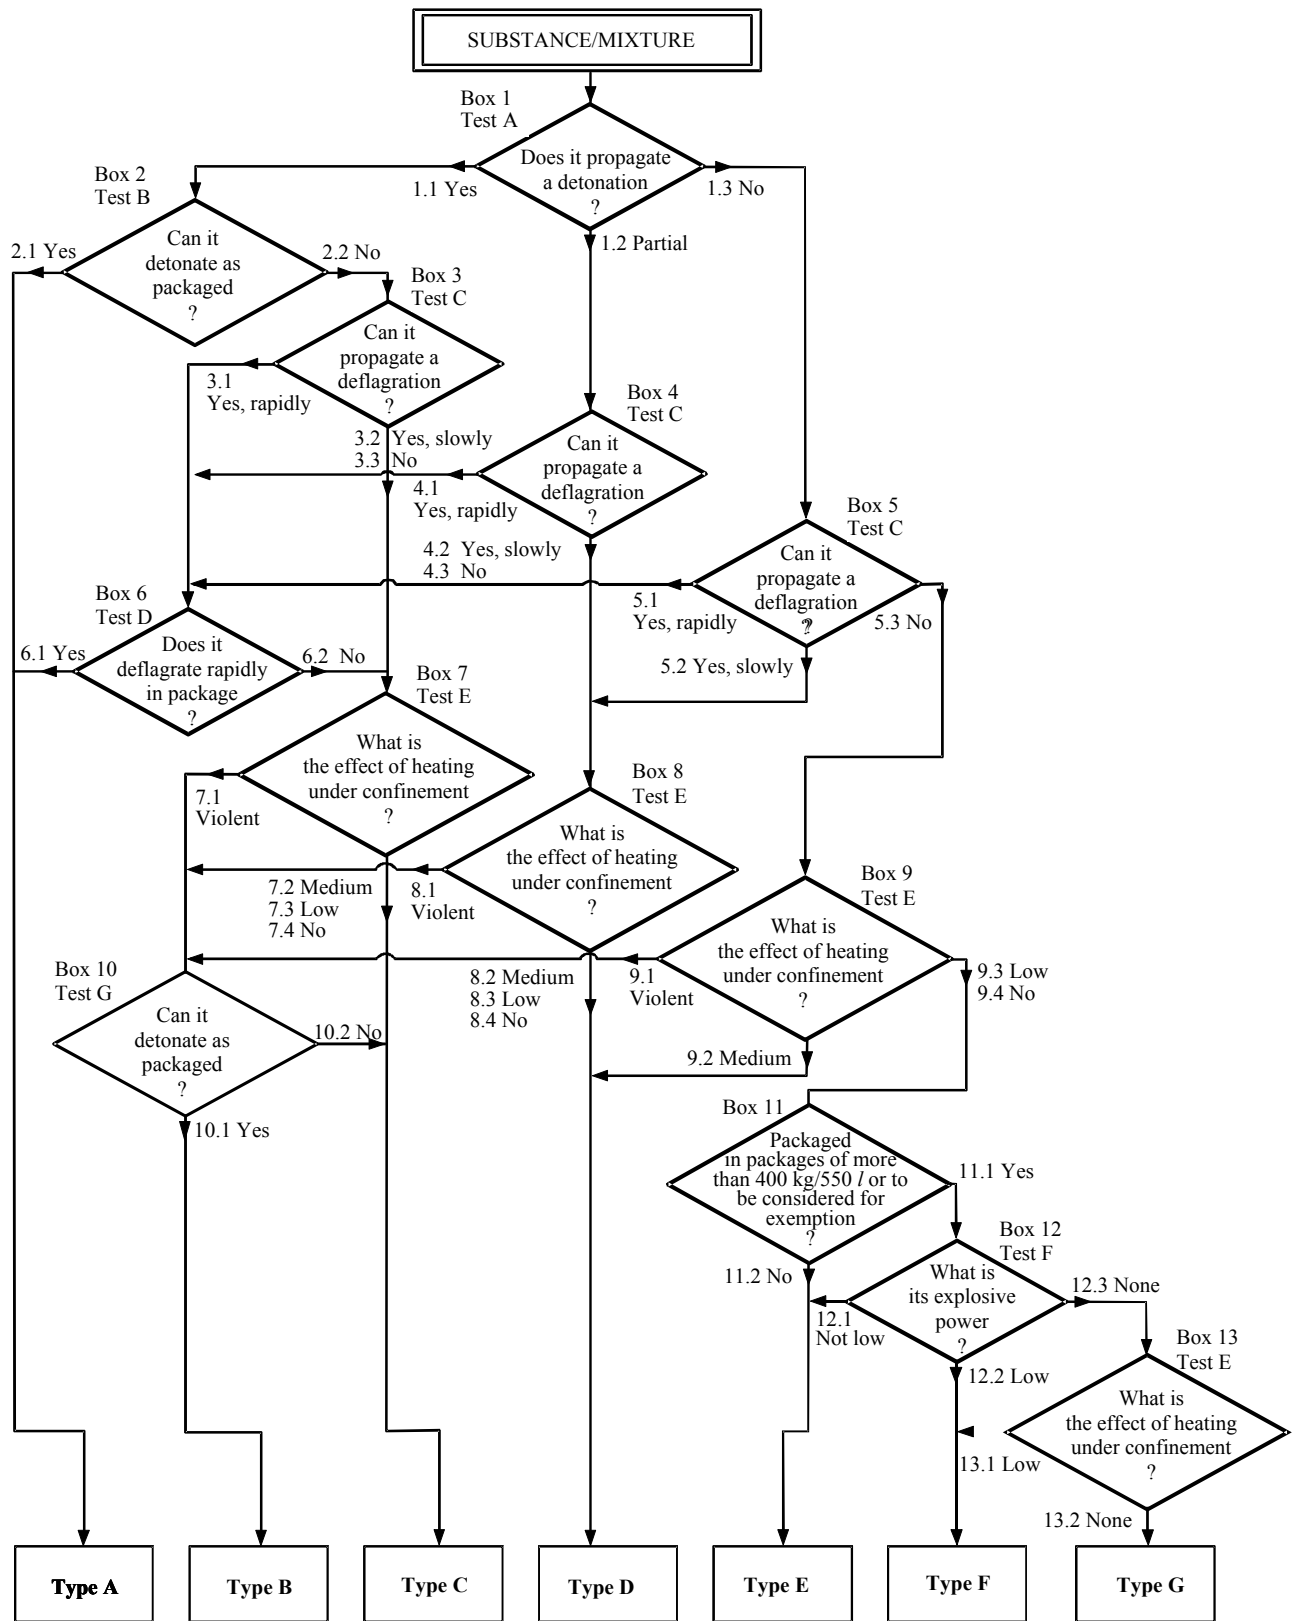 SUBSTANCE/MIXTURE
Box 1
Test A
Does it propagate
a detonation
?
1.1 Yes
1.3 No
1.2 Partial
Box 2
Test B
Can it
detonate as
packaged
?
2.1 Yes
2.2 No
Box 3
Test C
Can it
propagate a
deflagration
?
3.1
Yes, rapidly
3.2 Yes, slowly
3.3 No
Box 4
Test C
Can it
propagate a
deflagration
?
4.1
Yes, rapidly
4.2 Yes, slowly
4.3 No
Box 5
Test C
Can it
propagate a
deflagration
?
5.1
Yes, rapidly
5.3 No
5.2 Yes, slowly
Box 6
Test D
Does it
deflagrate rapidly
in package
?
6.1 Yes
6.2 No
Box 7
Test E
What is
the effect of heating
under confinement
?
7.1
Violent
7.2 Medium
7.3 Low
7.4 No
Box 8
Test E
What is
the effect of heating
under confinement
?
8.1
Violent
8.2 Medium
8.3 Low
8.4 No
Box 9
Test E
What is
the effect of heating
under confinement
?
9.1
Violent
9.3 Low
9.4 No
9.2 Medium
Box 10
Test G
Can it
detonate as
packaged
?
10.2 No
10.1 Yes
Box 11
Packaged
in packages of more
than 400 kg/550 l or to
be considered for
exemption
?
11.1 Yes
11.2 No
Box 12
Test F
What is
its explosive
power
?
12.1
Not low
12.3 None
12.2 Low
Box 13
Test E
What is
the effect of heating
under confinement
?
13.1 Low
13.2 None
Type A
Type B
Type C
Type D
Type E
Type F
Type G